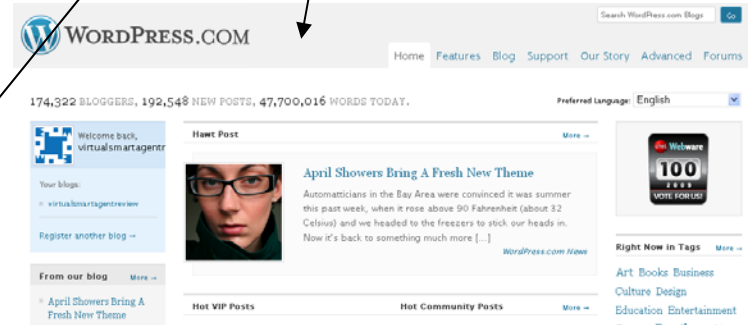 Search WordPress.com Blogs
Go
WORDPRESS.COM
Home Features Blog Support Our Story Advanced Forums
174,322 BLOGGERS, 192,548 NEW POSTS, 47,700,016 WORDS TODAY.
Preferred Language: English
Welcome back,
virtualsmartagentr
Your blogs:
virtualsmartagentreview
Register another blog →
From our blog More →
April Showers Bring A
Fresh New Theme
Hawt Post More →
April Showers Bring A Fresh New Theme
Automatticians in the Bay Area were convinced it was summer
this past week, when it rose above 90 Fahrenheit (about 32
Celsius) and we headed to the freezers to stick our heads in.
Now it's back to something much more [...]
WordPress.com News
Hot VIP Posts
Hot Community Posts More →
Webware
100
2009
VOTE FOR US!
Right Now in Tags More →
Art Books Business
Culture Design
Education Entertainment